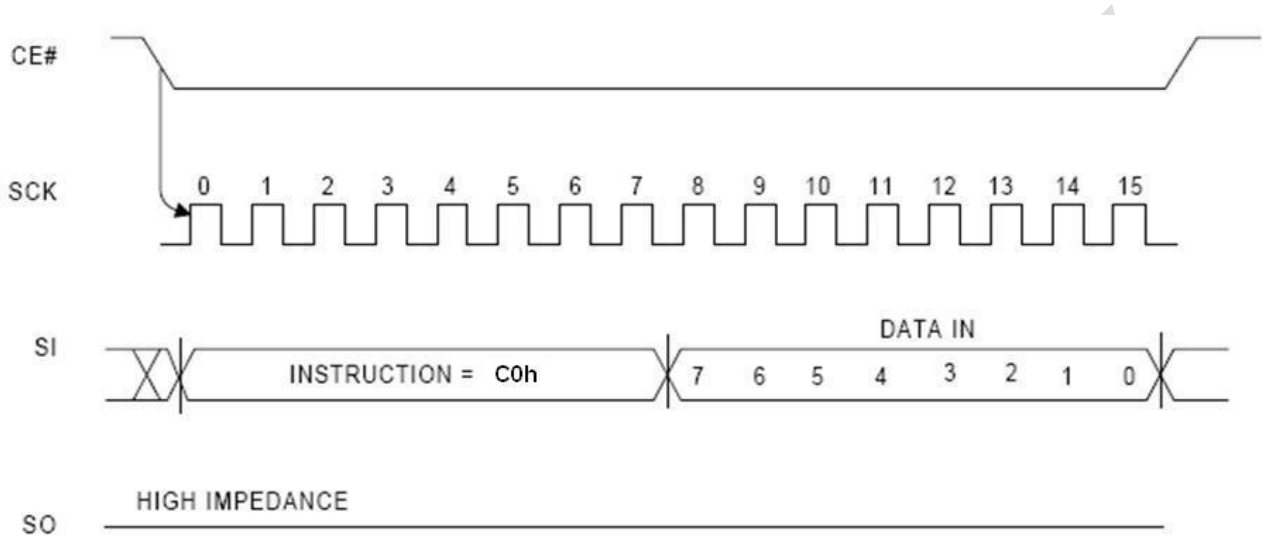 CE#
SCK 0 1 2 3 4 5 6 7 8 9 10 11 12 13 14 15
DATA IN
SI INSTRUCTION = C0h 7 6 5 4 3 2 1 0
HIGH IMPEDANCE
SO